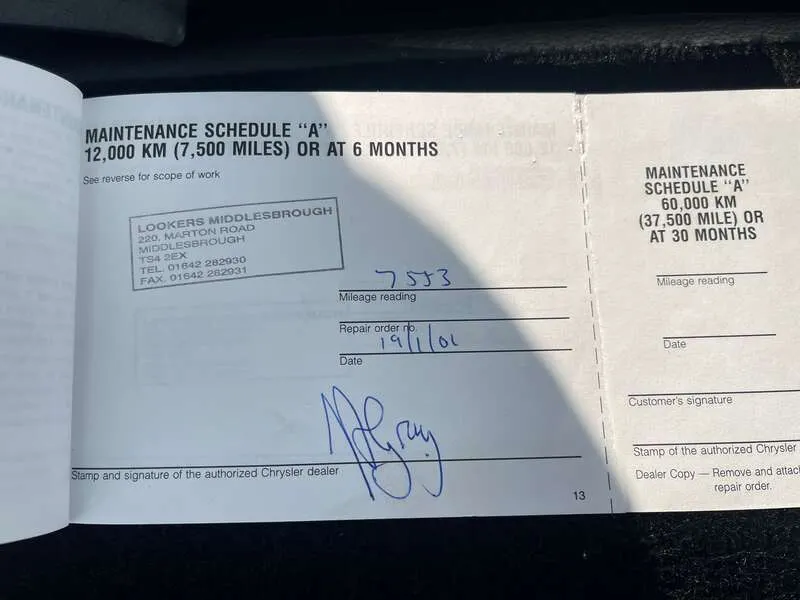 MAINTENANCE SCHEDULE “A”
12,000 KM (7,500 MILES) OR AT 6 MONTHS
See reverse for scope of work
LOOKERS MIDDLESBROUGH
220, MARTON ROAD
MIDDLESBROUGH
TS4 2EX
TEL. 01642 282930
FAX. 01642 282931
7553
Mileage reading
Repair order no.
19/1/01
Date
Stamp and signature of the authorized Chrysler dealer
13
MAINTENANCE
SCHEDULE “A”
60,000 KM
(37,500 MILE) OR
AT 30 MONTHS
Mileage reading
Date
Customer's signature
Stamp of the authorized Chrysler
Dealer Copy — Remove and attac
repair order.